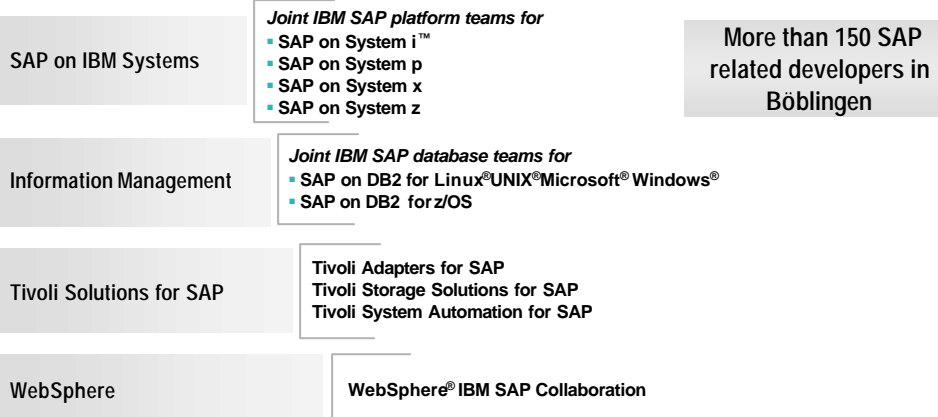 SAP on IBM Systems
Joint IBM SAP platform teams for
▪ SAP on System i™
▪ SAP on System p
▪ SAP on System x
▪ SAP on System z
More than 150 SAP
related developers in
Böblingen
Information Management
Joint IBM SAP database teams for
▪ SAP on DB2 for Linux®UNIX®Microsoft® Windows®
▪ SAP on DB2 for z/OS
Tivoli Solutions for SAP
Tivoli Adapters for SAP
Tivoli Storage Solutions for SAP
Tivoli System Automation for SAP
WebSphere
WebSphere® IBM SAP Collaboration